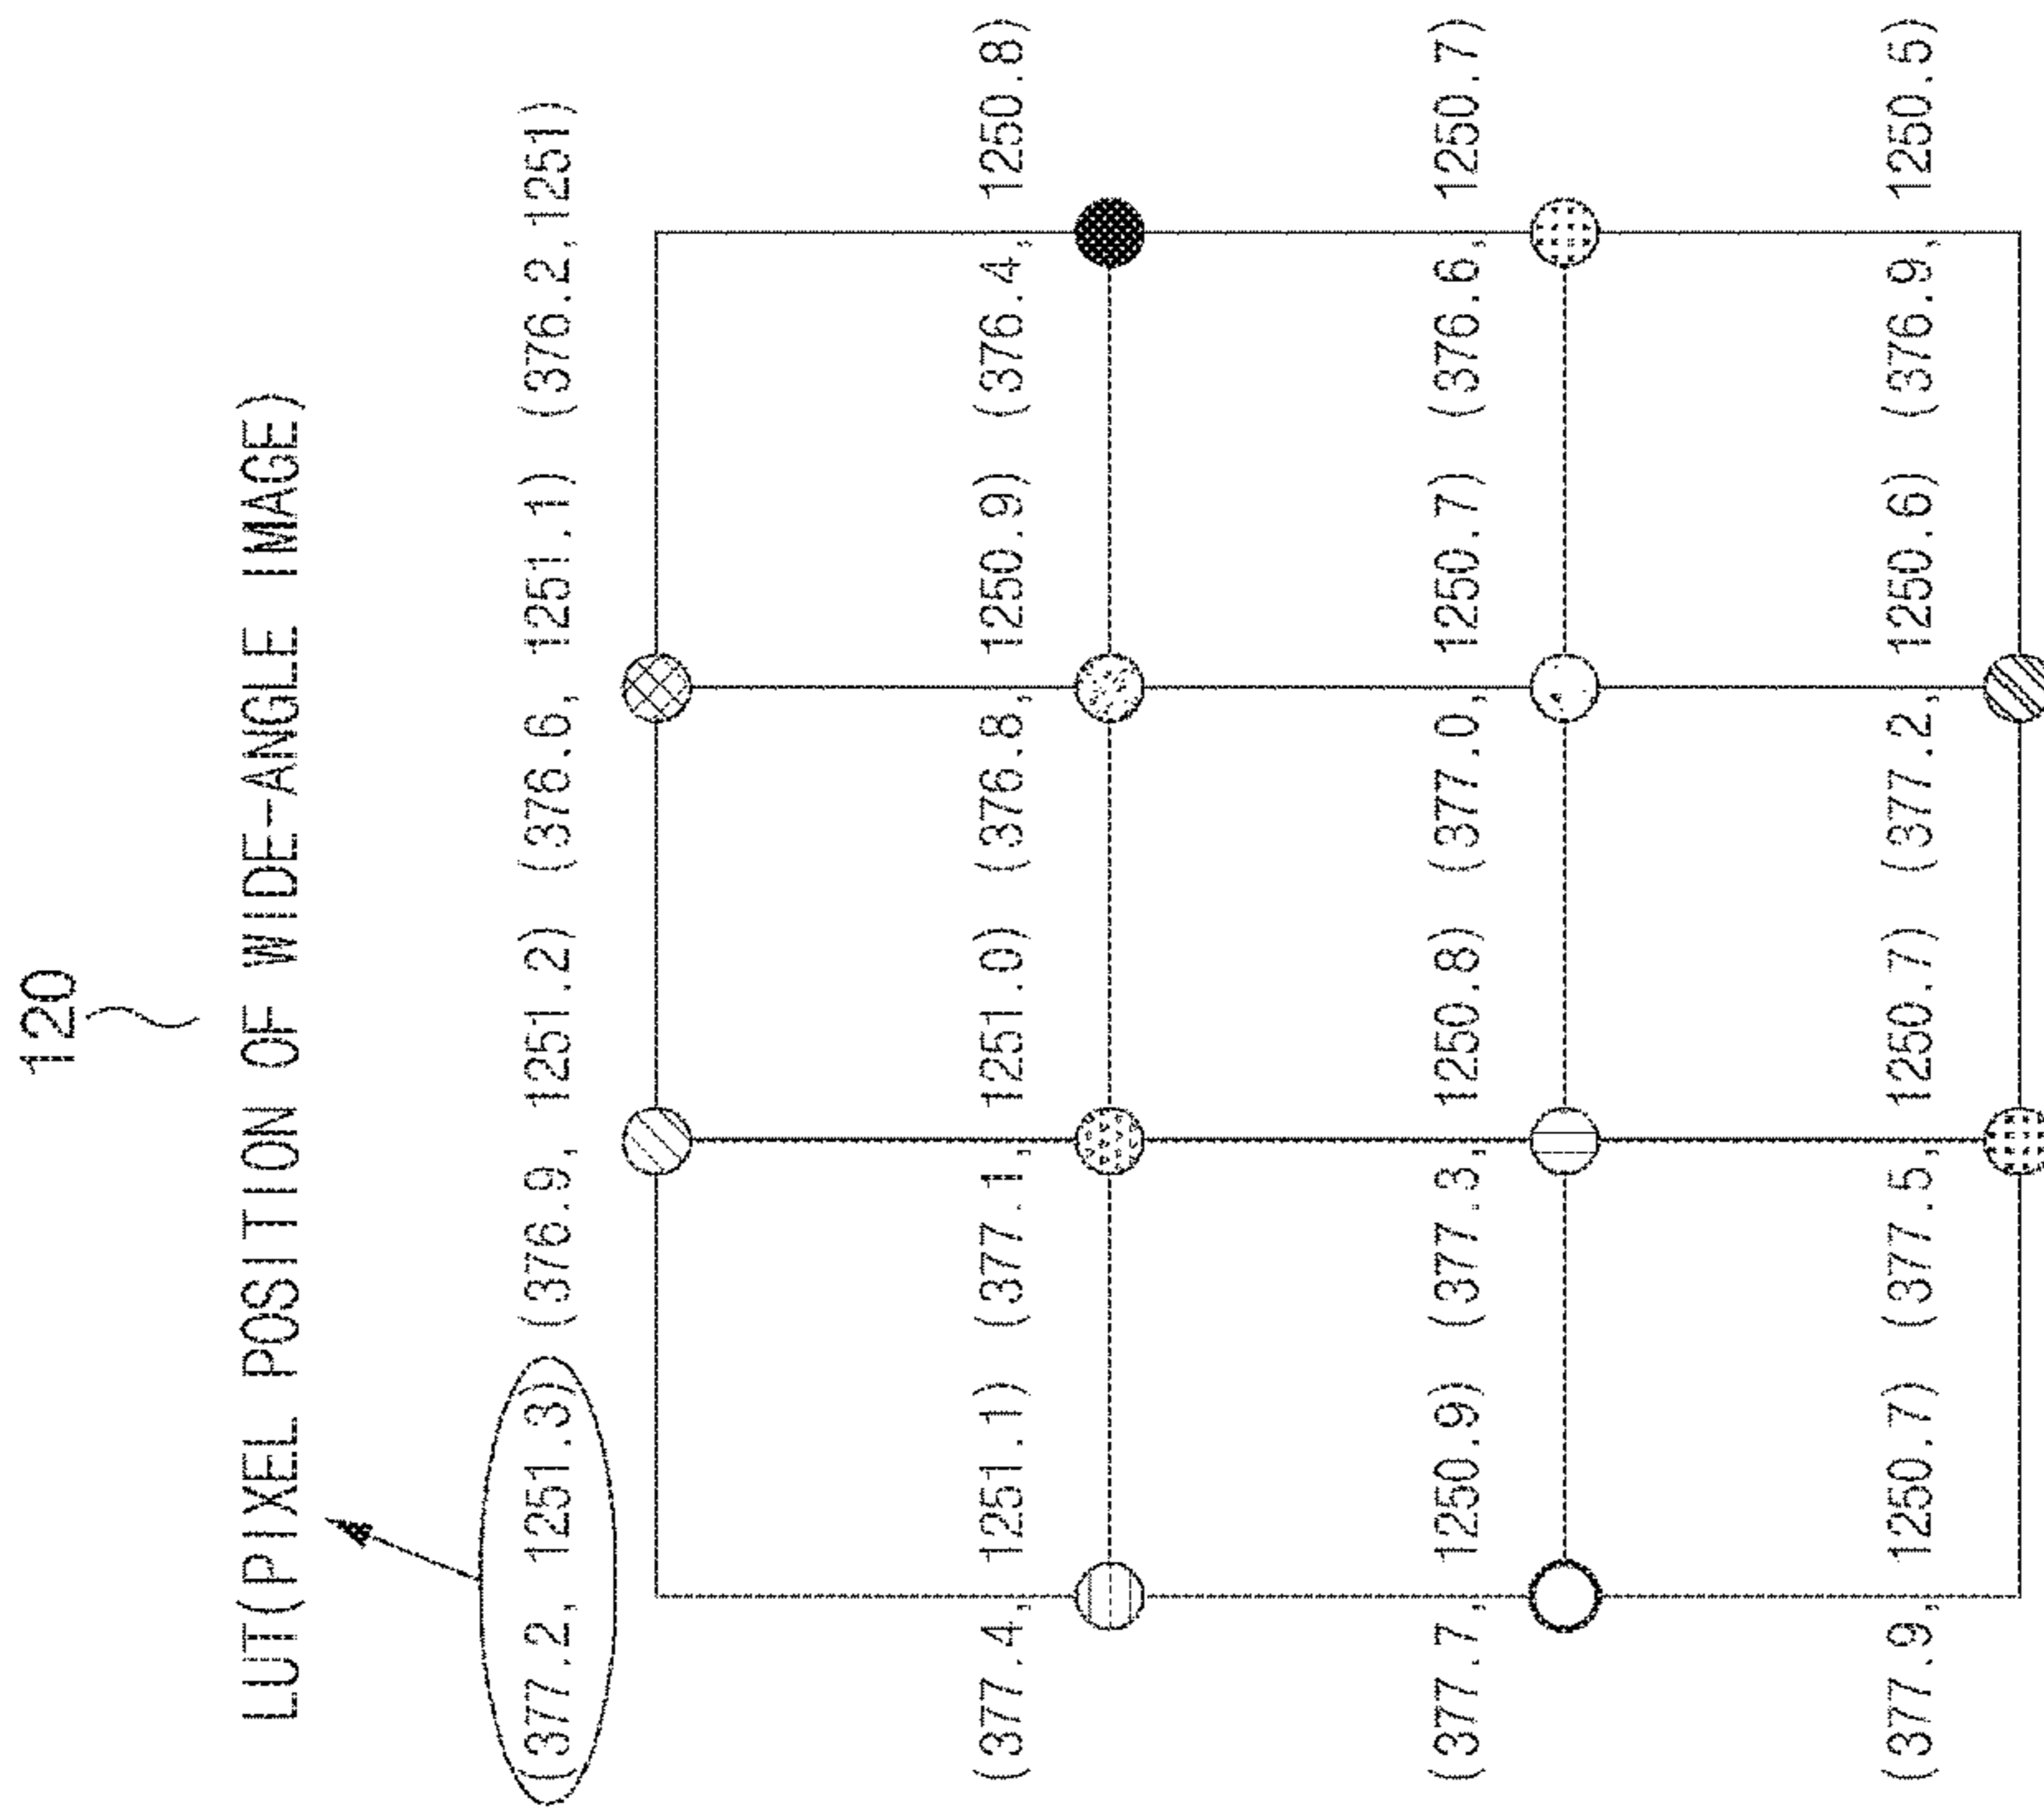 120
LUT(PIXEL POSITION OF WIDE-ANGLE IMAGE)
(377.2, 1251.3) (376.9, 1251.2) (376.6, 1251.1) (376.2,1251)
(377.4, 1251.1) (377.1, 1251.0) (376.8, 1250.9) (376.4, 1250.8)
(377.7, 1250.9) (377.3, 1250.8) (377.0, 1250.7) (376.6, 1250.7)
(377.9, 1250.7) (377.5, 1250.7) (377.2, 1250.6) (376.9, 1250.5)